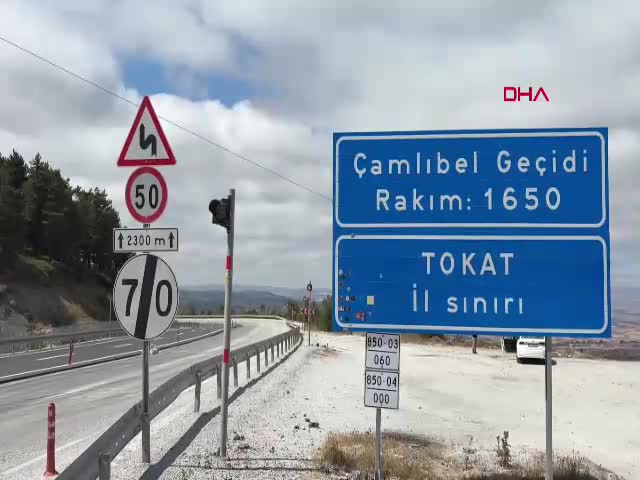 DHA
Çamlıbel Geçidi
Rakım: 1650
TOKAT
İl sınırı
50
2300 m
70
850-03
060
850-04
000